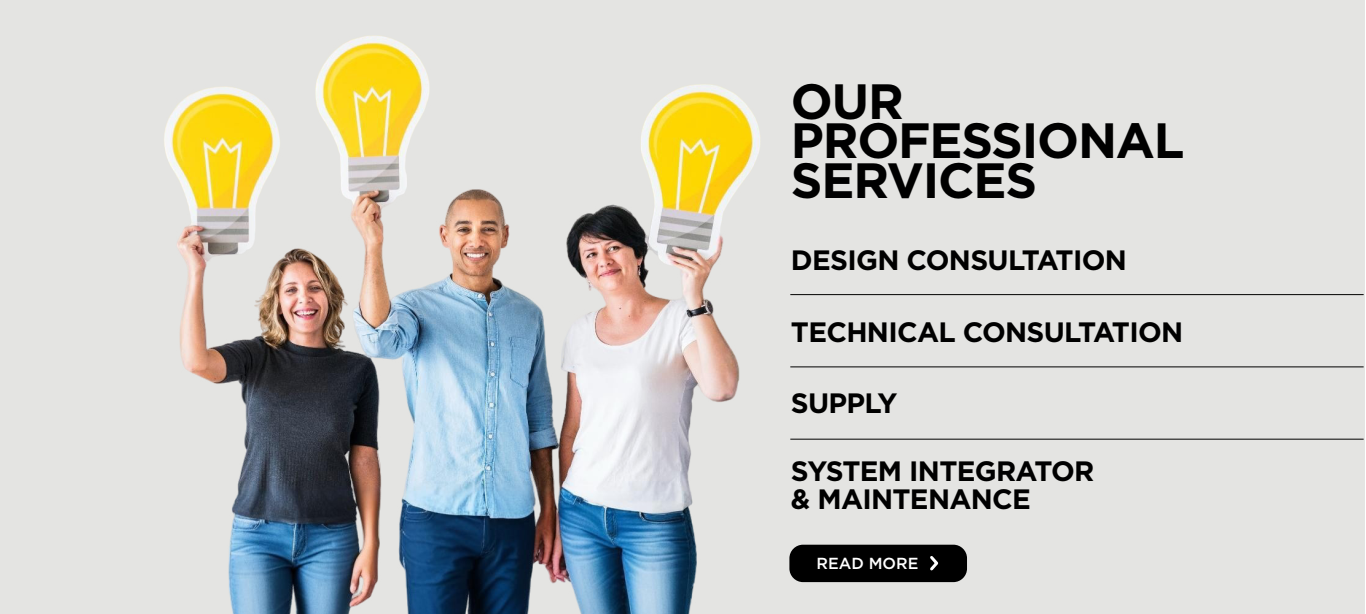 OUR
PROFESSIONAL
SERVICES
DESIGN CONSULTATION
TECHNICAL CONSULTATION
SUPPLY
SYSTEM INTEGRATOR
& MAINTENANCE
READ MORE